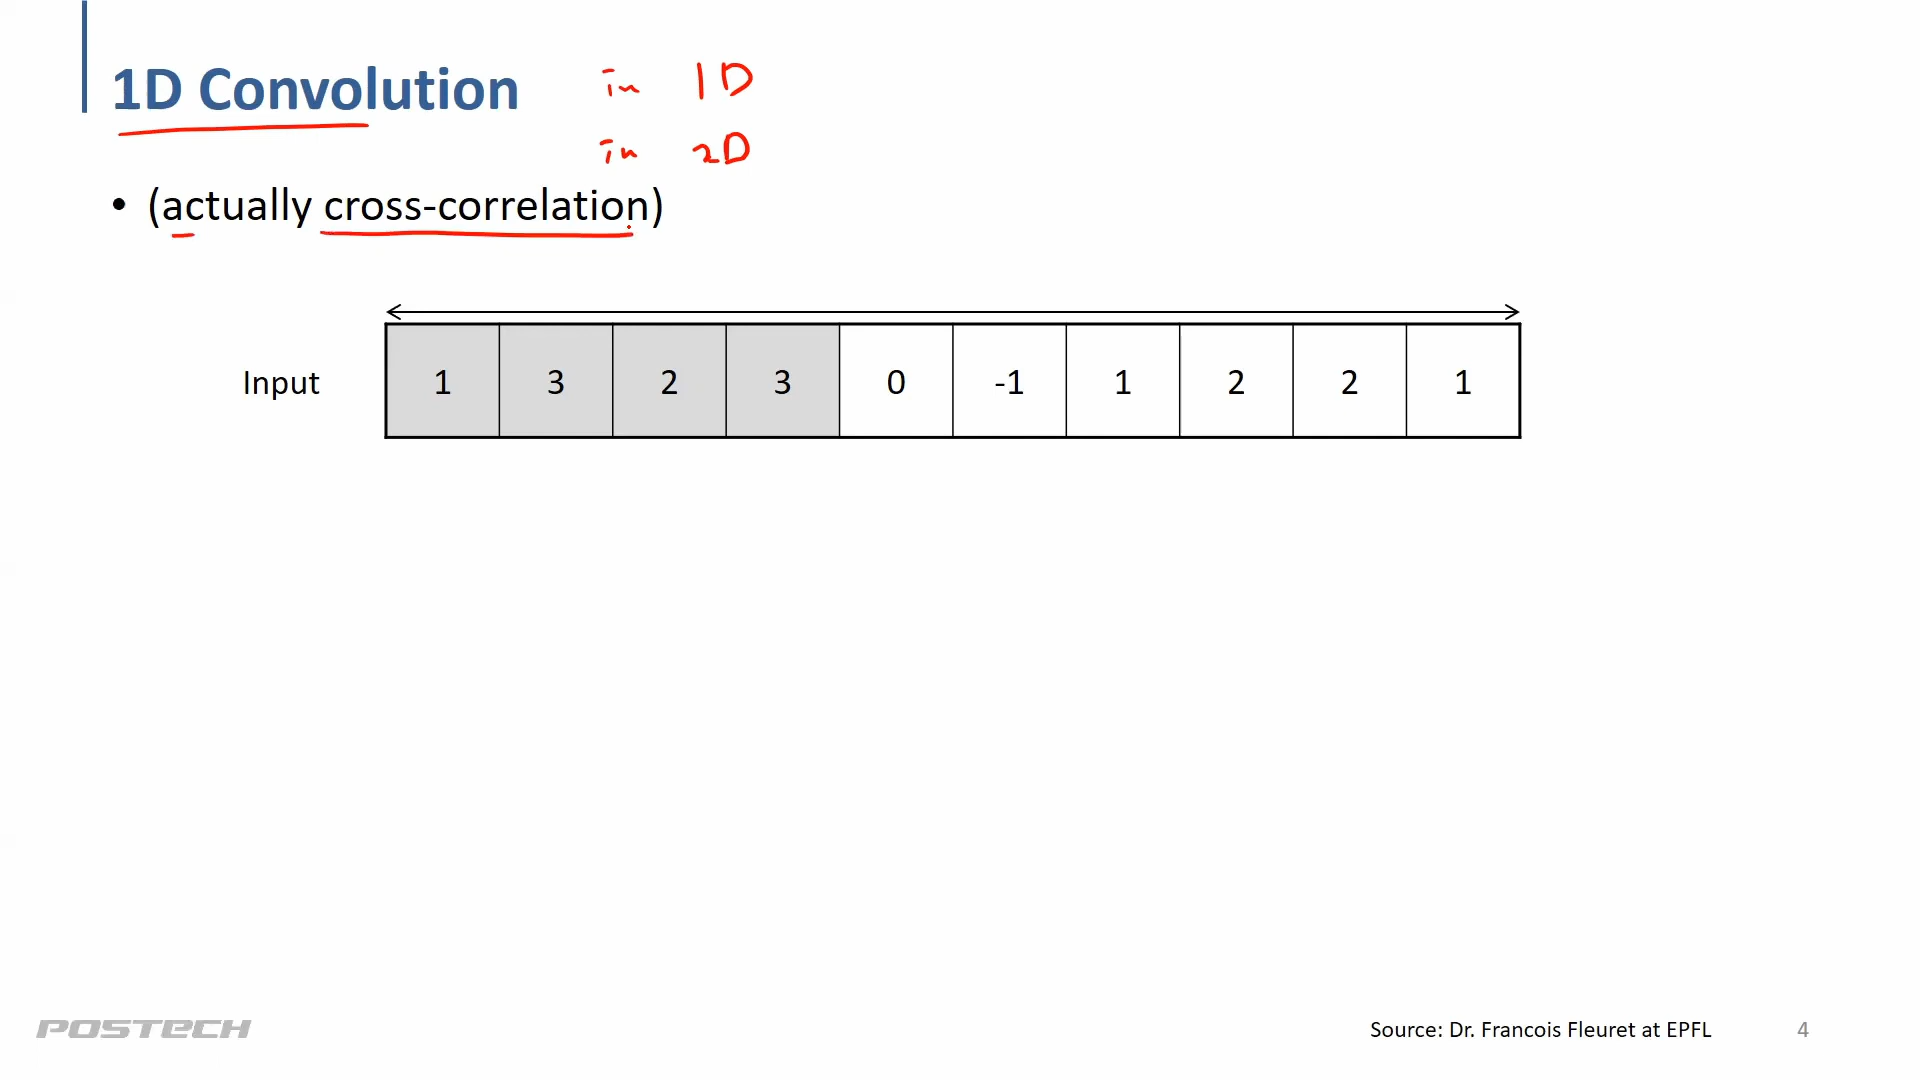 1D Convolution
in 1D
in 2D
• (actually cross-correlation)
Input 1 3 2 3 0 -1 1 2 2 1
POSTECH
Source: Dr. Francois Fleuret at EPFL 4